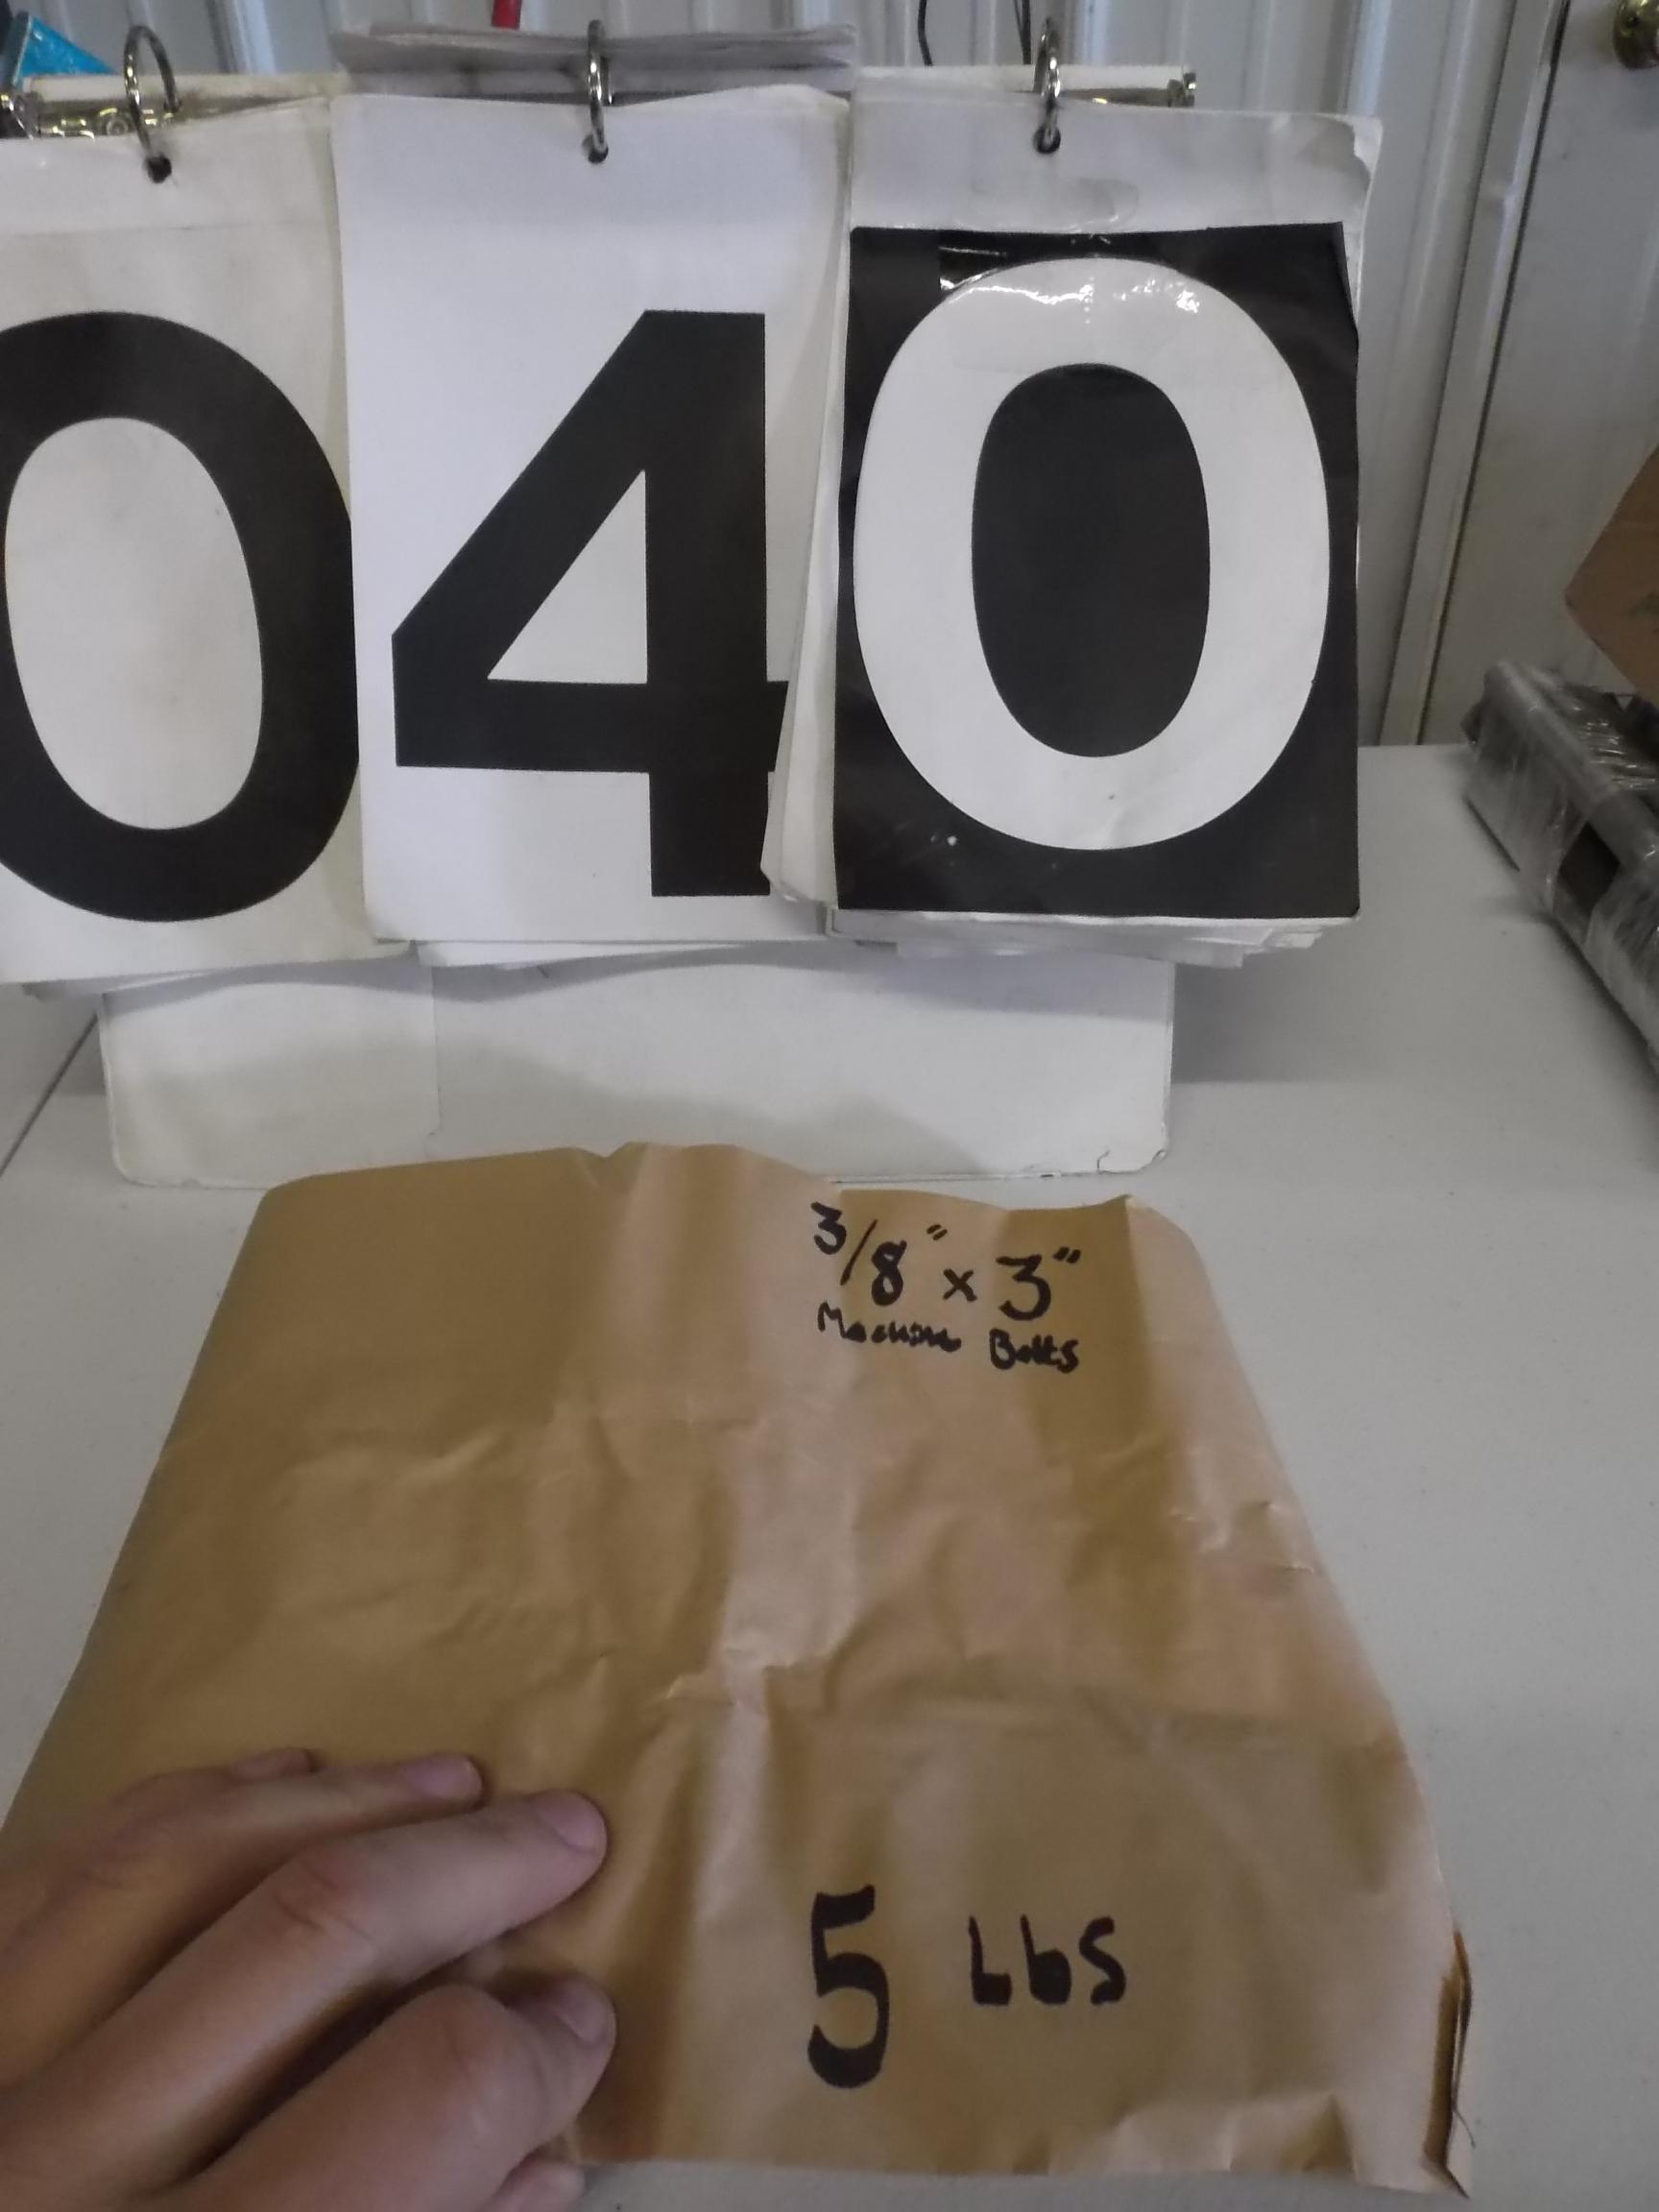 040
3/8" x 3"
Machine Bolts
5 Lbs